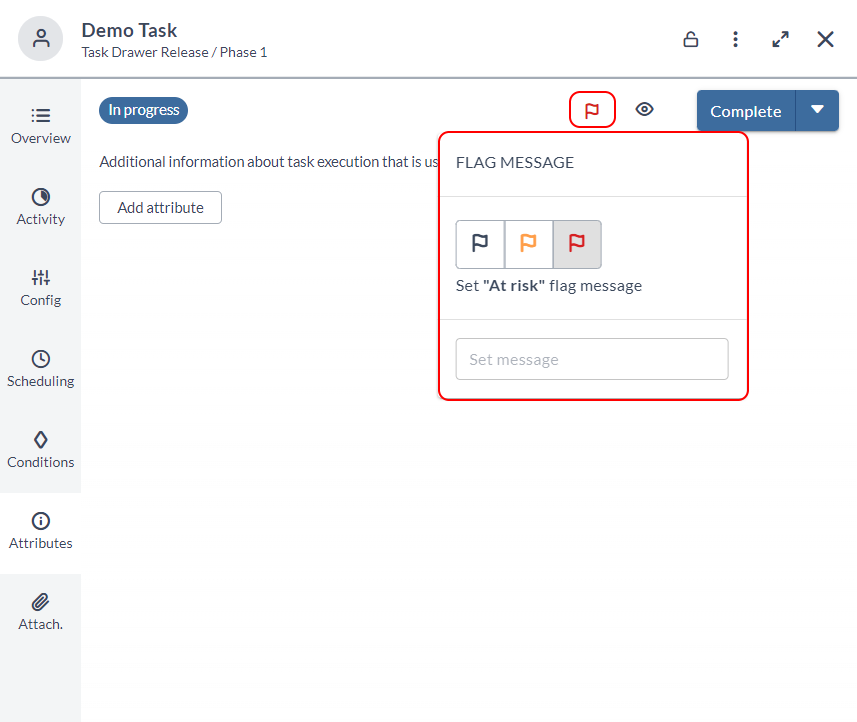 Demo Task
Task Drawer Release / Phase 1
Overview
Activity
Config
Scheduling
Conditions
Attributes
Attach.
In progress
Complete
Additional information about task execution that is us
Add attribute
FLAG MESSAGE
Set "At risk" flag message
Set message